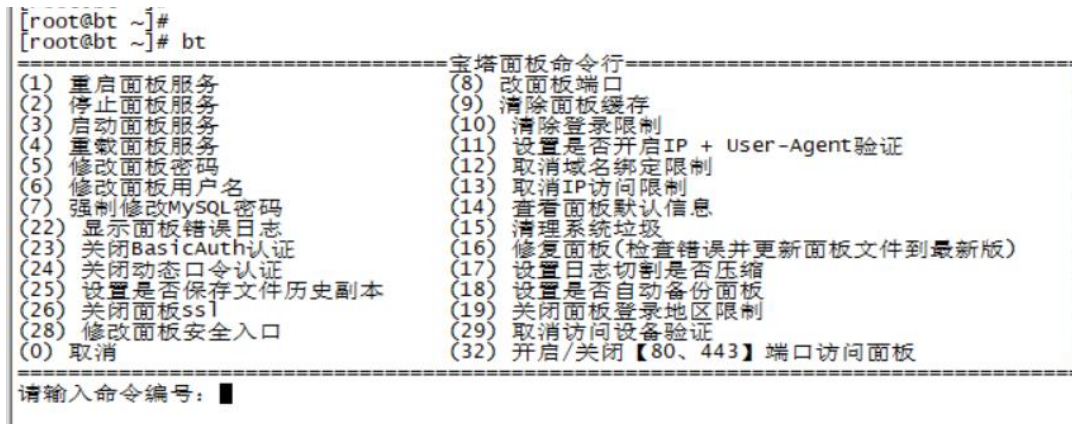 [root@bt ~]#
[root@bt ~]# bt
==================================宝塔面板命令行===================================
(1) 重启面板服务 (8) 改面板端口
(2) 停止面板服务 (9) 清除面板缓存
(3) 启动面板服务 (10) 清除登录限制
(4) 重载面板服务 (11) 设置是否开启IP + User-Agent验证
(5) 修改面板密码 (12) 取消域名绑定限制
(6) 修改面板用户名 (13) 取消IP访问限制
(7) 强制修改MySQL密码 (14) 查看面板默认信息
(22) 显示面板错误日志 (15) 清理系统垃圾
(23) 关闭BasicAuth认证 (16) 修复面板(检查错误并更新面板文件到最新版)
(24) 关闭动态口令认证 (17) 设置日志切割是否压缩
(25) 设置是否保存文件历史副本 (18) 设置是否自动备份面板
(26) 关闭面板ssl (19) 关闭面板登录地区限制
(28) 修改面板安全入口 (29) 取消访问设备验证
(0) 取消 (32) 开启/关闭【80、443】端口访问面板
===================================================================================
请输入命令编号：